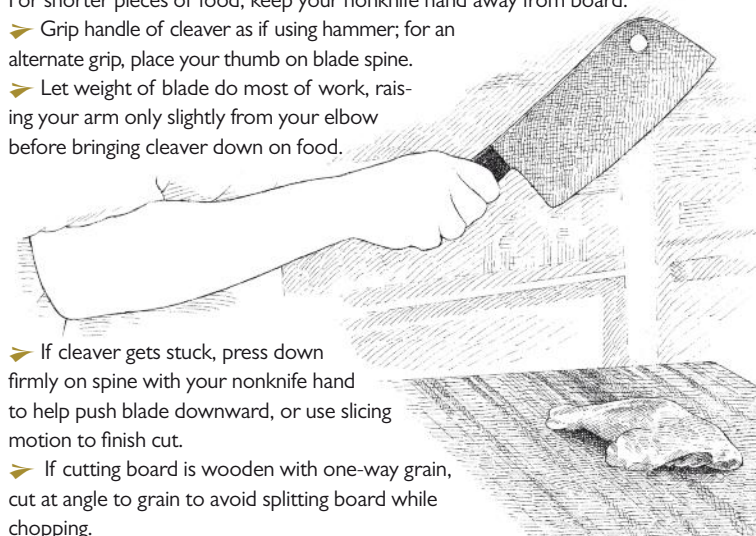 For shorter pieces of food, keep your nonknife hand away from board.
➢ Grip handle of cleaver as if using hammer; for an
alternate grip, place your thumb on blade spine.
➢ Let weight of blade do most of work, rais-
ing your arm only slightly from your elbow
before bringing cleaver down on food.
➢ If cleaver gets stuck, press down
firmly on spine with your nonknife hand
to help push blade downward, or use slicing
motion to finish cut.
➢ If cutting board is wooden with one-way grain,
cut at angle to grain to avoid splitting board while
chopping.